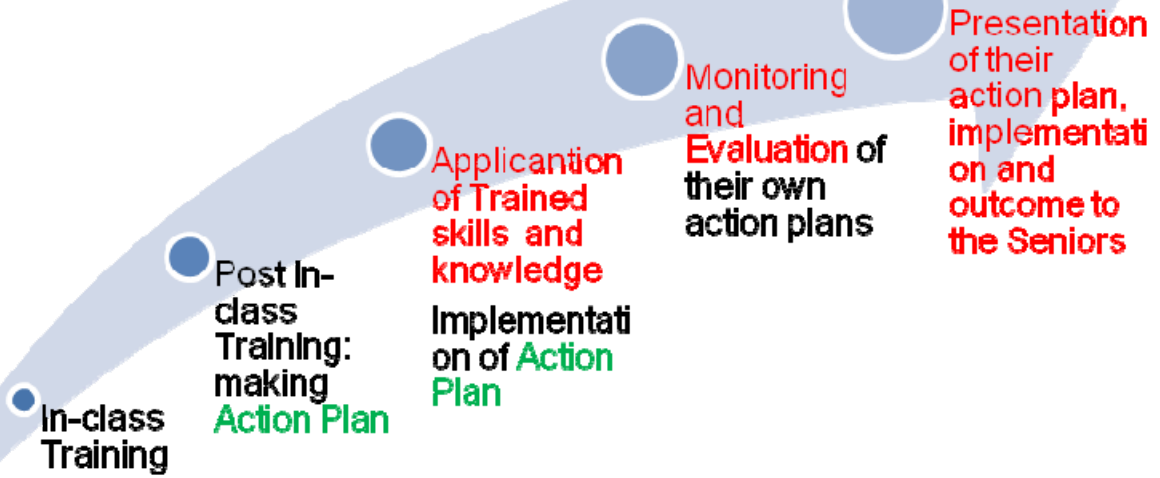 In-class
Training
Post In-
class
Training:
making
Action Plan
Applicantion
of Trained
skills and
knowledge
Implementati
on of Action
Plan
Monitoring
and
Evaluation of
their own
action plans
Presentation
of their
action plan,
implementati
on and
outcome to
the Seniors